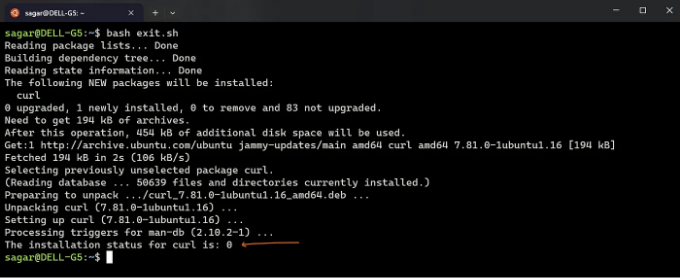 sagar@DELL-G5: ~
sagar@DELL-G5:~$ bash exit.sh
Reading package lists... Done
Building dependency tree... Done
Reading state information... Done
The following NEW packages will be installed:
  curl
0 upgraded, 1 newly installed, 0 to remove and 83 not upgraded.
Need to get 194 kB of archives.
After this operation, 454 kB of additional disk space will be used.
Get:1 http://archive.ubuntu.com/ubuntu jammy-updates/main amd64 curl amd64 7.81.0-1ubuntu1.16 [194 kB]
Fetched 194 kB in 2s (106 kB/s)
Selecting previously unselected package curl.
(Reading database ... 50639 files and directories currently installed.)
Preparing to unpack .../curl_7.81.0-1ubuntu1.16_amd64.deb ...
Unpacking curl (7.81.0-1ubuntu1.16) ...
Setting up curl (7.81.0-1ubuntu1.16) ...
Processing triggers for man-db (2.10.2-1) ...
The installation status for curl is: 0
sagar@DELL-G5:~$